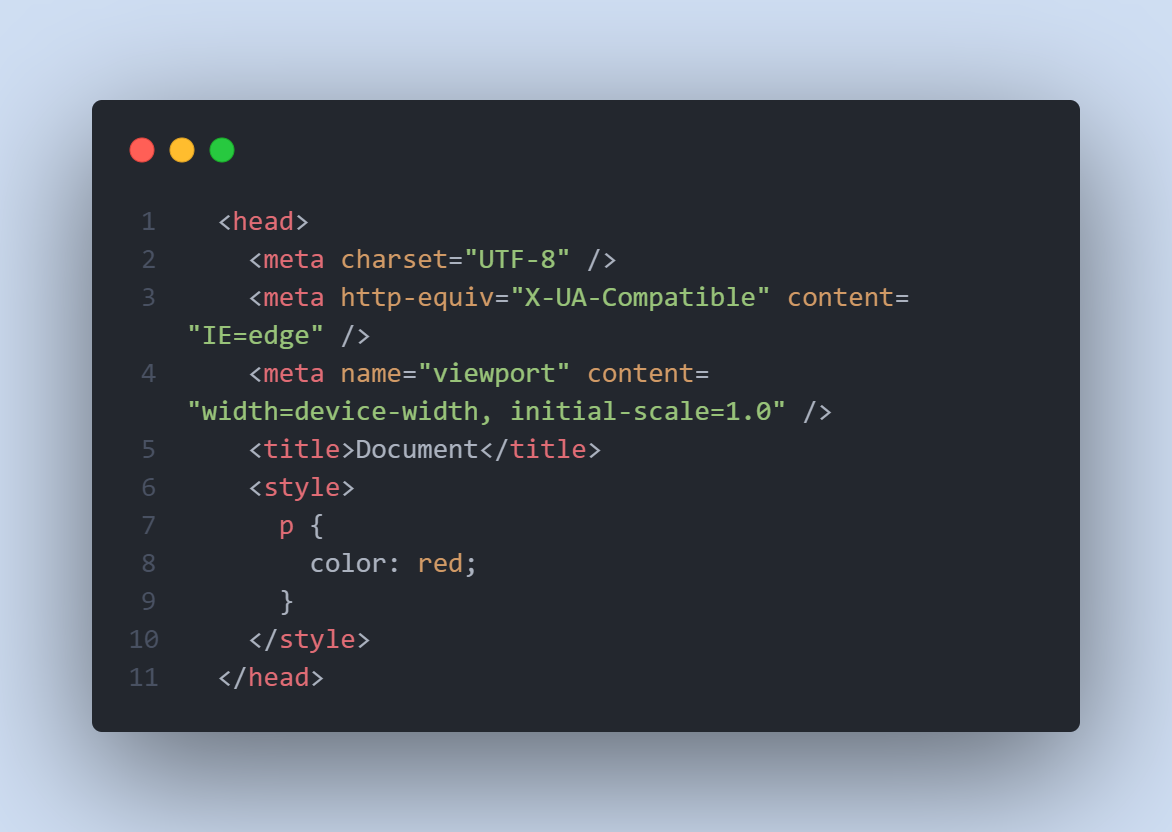 1 <head>
2 <meta charset="UTF-8" />
3 <meta http-equiv="X-UA-Compatible" content=
"IE=edge" />
4 <meta name="viewport" content=
"width=device-width, initial-scale=1.0" />
5 <title>Document</title>
6 <style>
7 p {
8 color: red;
9 }
10 </style>
11 </head>